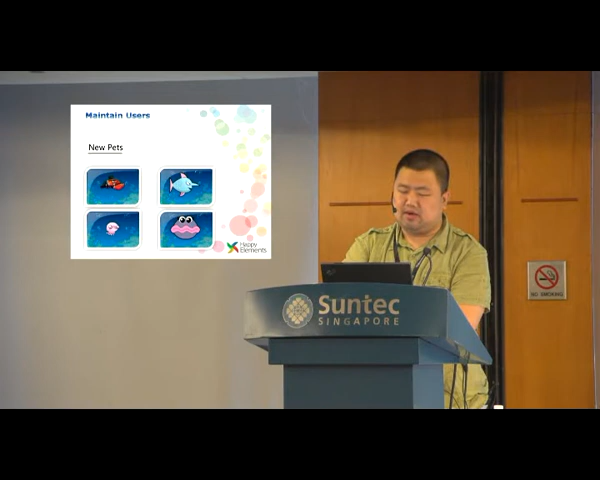 Maintain Users
New Pets
Happy
Elements
Suntec
SINGAPORE
NO SMOKING